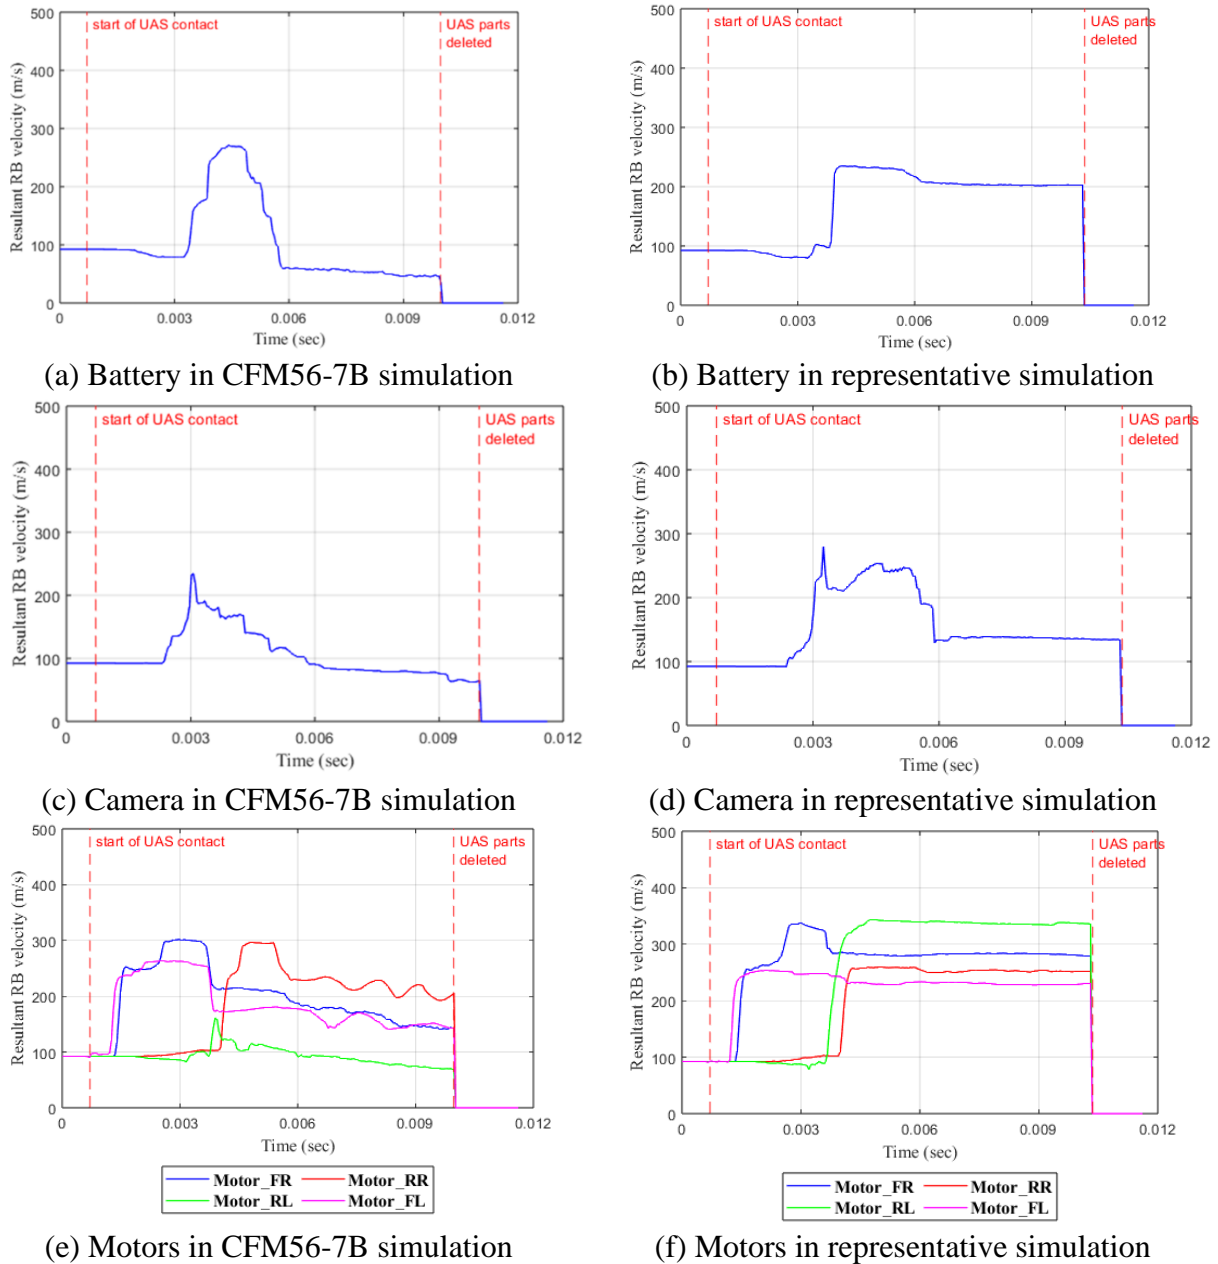 500
400
300
200
100
0
Resultant RB velocity (m/s)
start of UAS contact
UAS parts
deleted
0
0.003
0.006
0.009
0.012
Time (sec)
(a) Battery in CFM56-7B simulation
500
400
300
200
100
0
Resultant RB velocity (m/s)
start of UAS contact
UAS parts
deleted
0
0.003
0.006
0.009
0.012
Time (sec)
(b) Battery in representative simulation
500
400
300
200
100
0
Resultant RB velocity (m/s)
start of UAS contact
UAS parts
deleted
0
0.003
0.006
0.009
0.012
Time (sec)
(c) Camera in CFM56-7B simulation
500
400
300
200
100
0
Resultant RB velocity (m/s)
start of UAS contact
UAS parts
deleted
0
0.003
0.006
0.009
0.012
Time (sec)
(d) Camera in representative simulation
500
400
300
200
100
0
Resultant RB velocity (m/s)
start of UAS contact
UAS parts
deleted
0
0.003
0.006
0.009
0.012
Time (sec)
Motor_FR
Motor_RR
Motor_RL
Motor_FL
(e) Motors in CFM56-7B simulation
500
400
300
200
100
0
Resultant RB velocity (m/s)
start of UAS contact
UAS parts
deleted
0
0.003
0.006
0.009
0.012
Time (sec)
Motor_FR
Motor_RR
Motor_RL
Motor_FL
(f) Motors in representative simulation